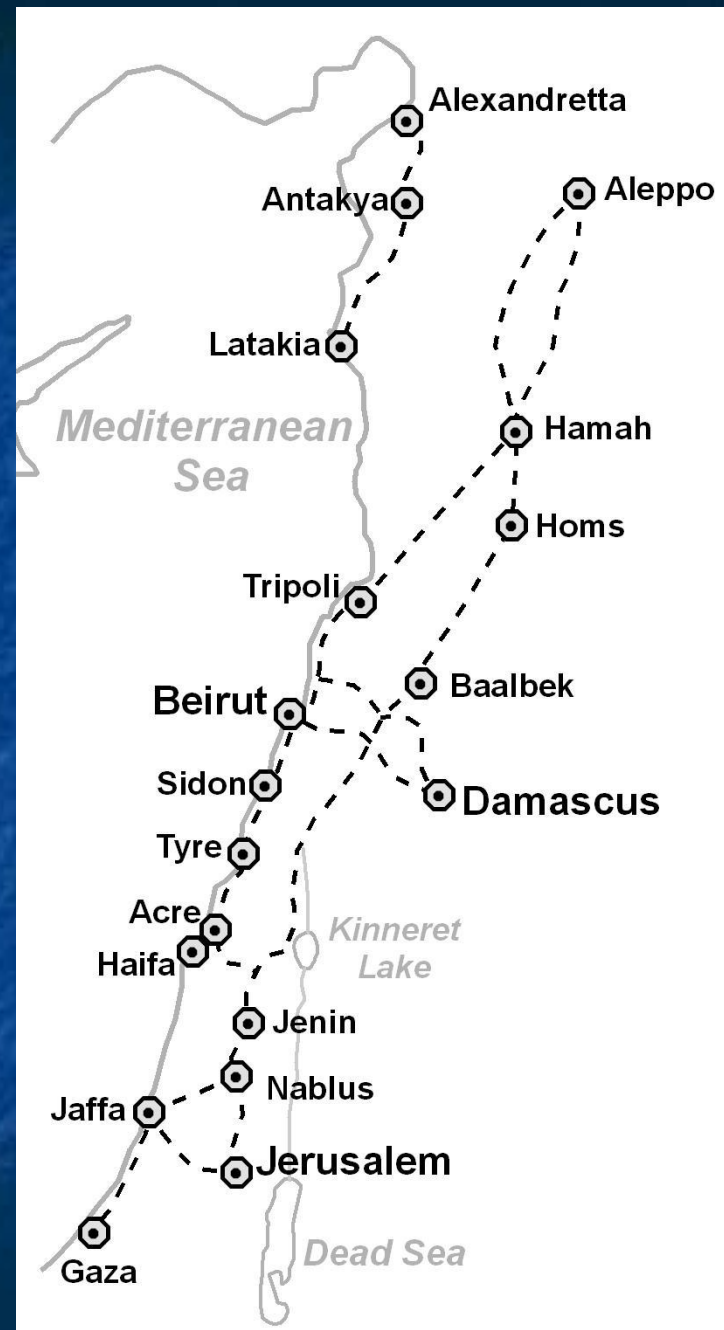 Alexandretta
Antakya
Aleppo
Latakia
Mediterranean
Sea
Hamah
Homs
Tripoli
Baalbek
Beirut
Sidon
Damascus
Tyre
Acre
Haifa
Kinneret
Lake
Jenin
Nablus
Jaffa
Jerusalem
Gaza
Dead Sea